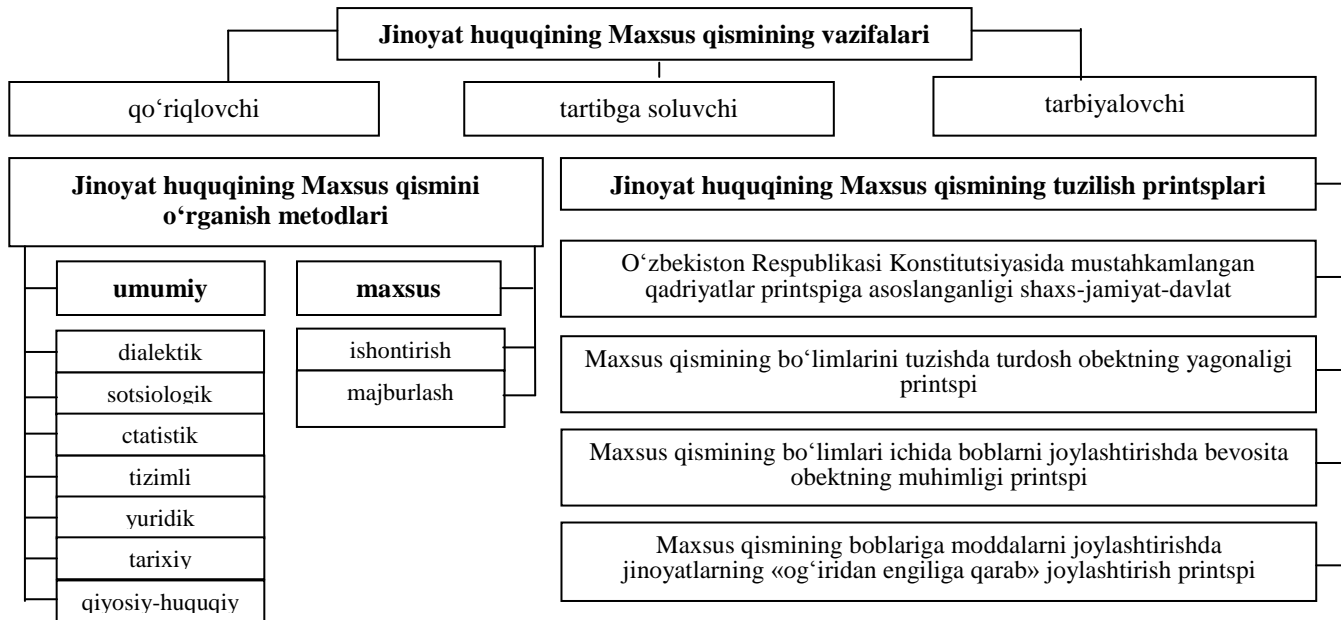 Jinoyat huquqining Maxsus qismining vazifalari
qo‘riqlovchi
tartibga soluvchi
tarbiyalovchi
Jinoyat huquqining Maxsus qismini
o‘rganish metodlari
umumiy
maxsus
dialektik
sotsiologik
ctatistik
tizimli
yuridik
tarixiy
qiyosiy-huquqiy
ishontirish
majburlash
Jinoyat huquqining Maxsus qismining tuzilish printsplari
O‘zbekiston Respublikasi Konstitutsiyasida mustahkamlangan
qadriyatlar printspiga asoslanganligi shaxs-jamiyat-davlat
Maxsus qismining bo‘limlarini tuzishda turdosh obektning yagonaligi
printspi
Maxsus qismining bo‘limlari ichida boblarni joylashtirishda bevosita
obektning muhimligi printspi
Maxsus qismining boblariga moddalarni joylashtirishda
jinoyatlarning «og‘iridan engiliga qarab» joylashtirish printspi